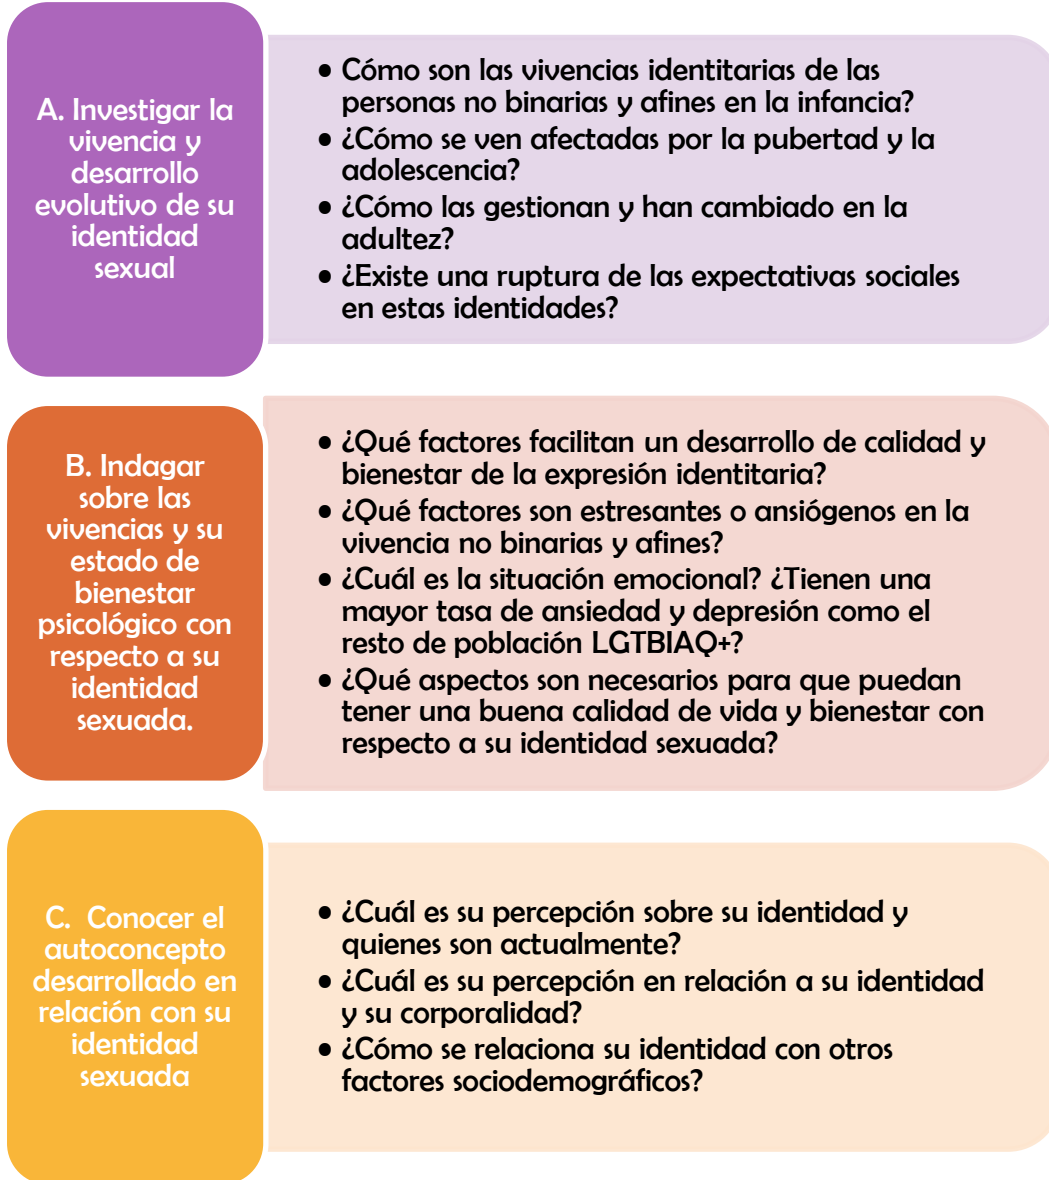 A. Investigar la
vivencia y
desarrollo
evolutivo de su
identidad
sexual
• Cómo son las vivencias identitarias de las
personas no binarias y afines en la infancia?
• ¿Cómo se ven afectadas por la pubertad y la
adolescencia?
• ¿Cómo las gestionan y han cambiado en la
adultez?
• ¿Existe una ruptura de las expectativas sociales
en estas identidades?
B. Indagar
sobre las
vivencias y su
estado de
bienestar
psicológico con
respecto a su
identidad
sexuada.
• ¿Qué factores facilitan un desarrollo de calidad y
bienestar de la expresión identitaria?
• ¿Qué factores son estresantes o ansiógenos en la
vivencia no binarias y afines?
• ¿Cuál es la situación emocional? ¿Tienen una
mayor tasa de ansiedad y depresión como el
resto de población LGTBIAQ+?
• ¿Qué aspectos son necesarios para que puedan
tener una buena calidad de vida y bienestar con
respecto a su identidad sexuada?
C. Conocer el
autoconcepto
desarrollado en
relación con su
identidad
sexuada
• ¿Cuál es su percepción sobre su identidad y
quienes son actualmente?
• ¿Cuál es su percepción en relación a su identidad
y su corporalidad?
• ¿Cómo se relaciona su identidad con otros
factores sociodemográficos?